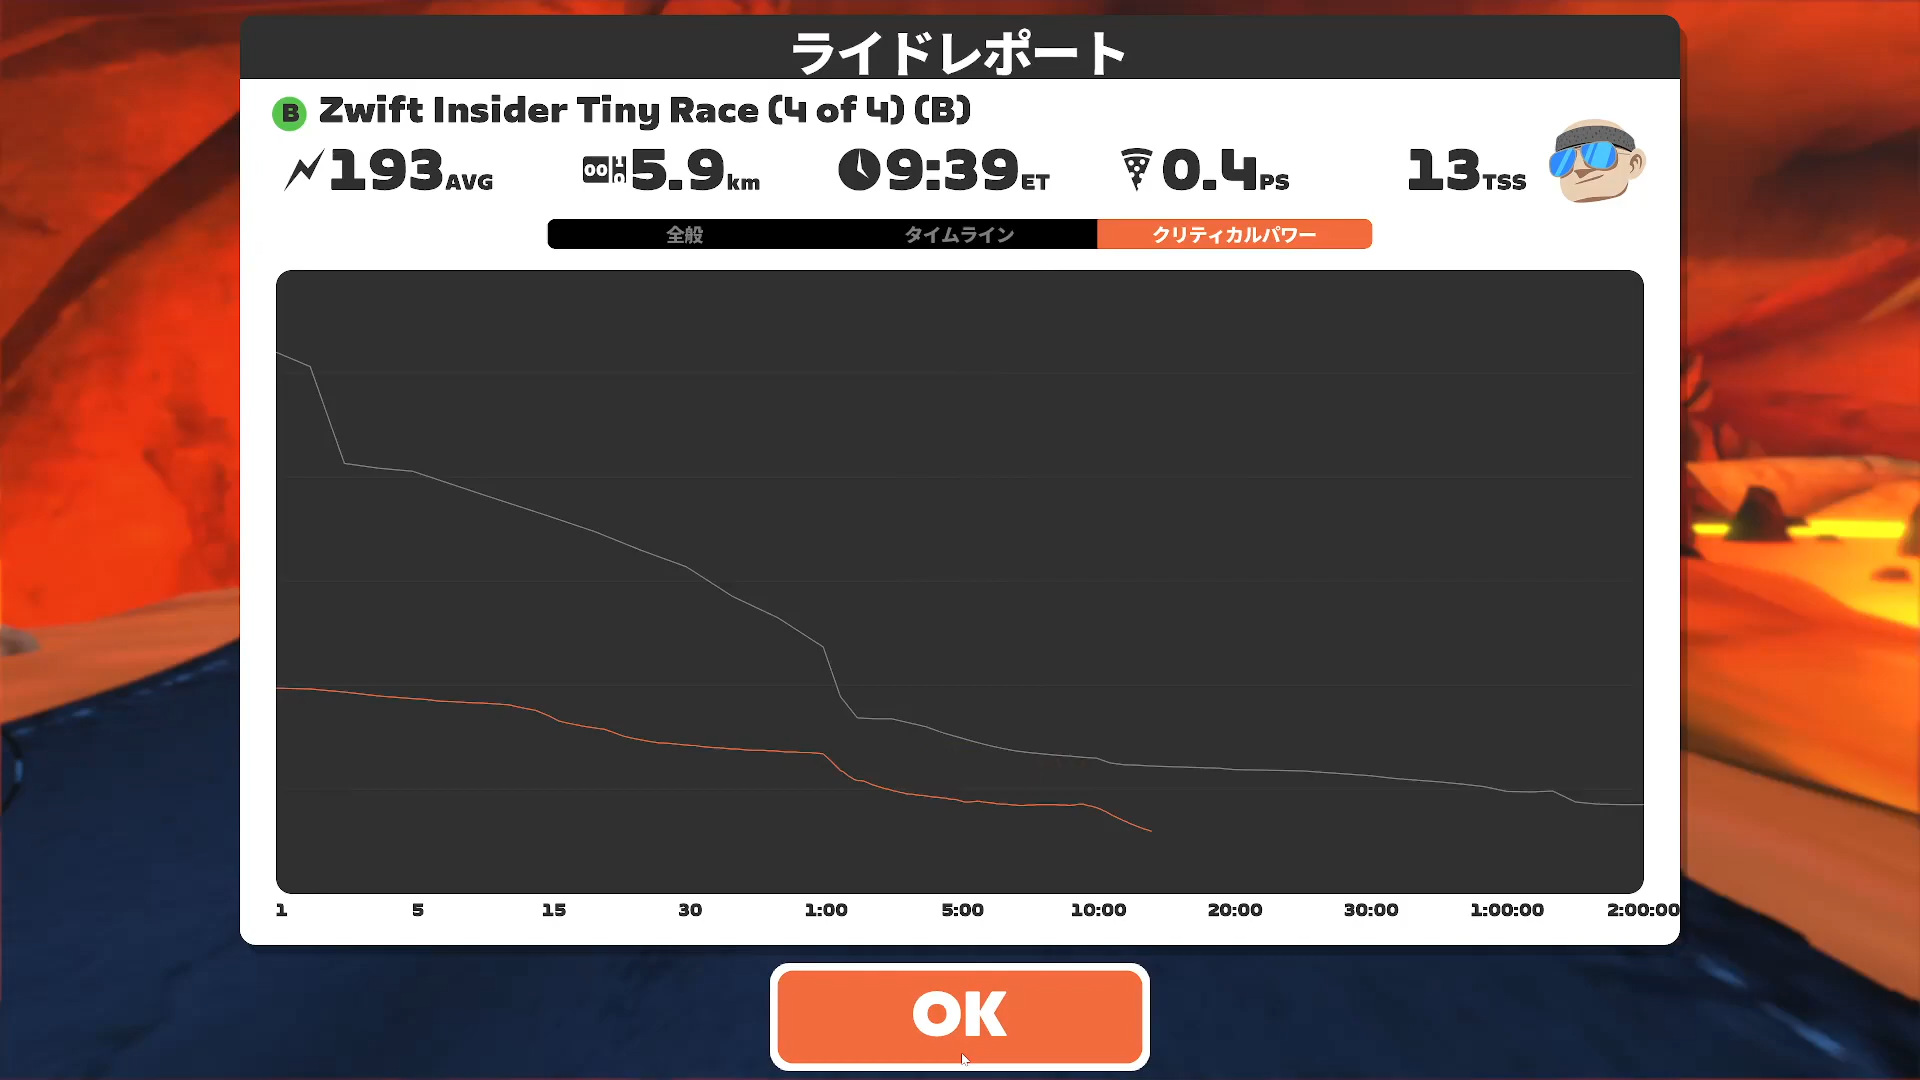 ライドレポート
B Zwift Insider Tiny Race (4 of 4) (B)
193AVG 5.9km 9:39ET 0.4PS 13TSS
全般 タイムライン クリティカルパワー
1 5 15 30 1:00 5:00 10:00 20:00 30:00 1:00:00 2:00:00
OK